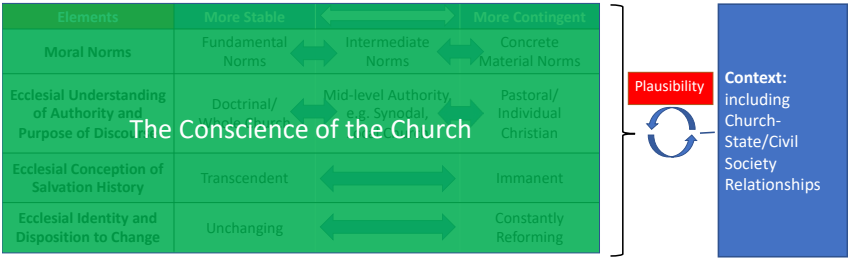 Elements More Stable More Contingent
Moral Norms
Fundamental
Norms
Intermediate
Norms
Concrete
Material Norms
Ecclesial Understanding
of Authority and
Purpose of Discourse
Doctrinal/
Whole Church
Mid-level Authority,
e.g. Synodal,
Pastoral/
Individual
Christian
The Conscience of the Church
Ecclesial Conception of
Salvation History
Transcendent
Immanent
Ecclesial Identity and
Disposition to Change
Unchanging
Constantly
Reforming
Plausibility
Context:
including
Church-
State/Civil
Society
Relationships